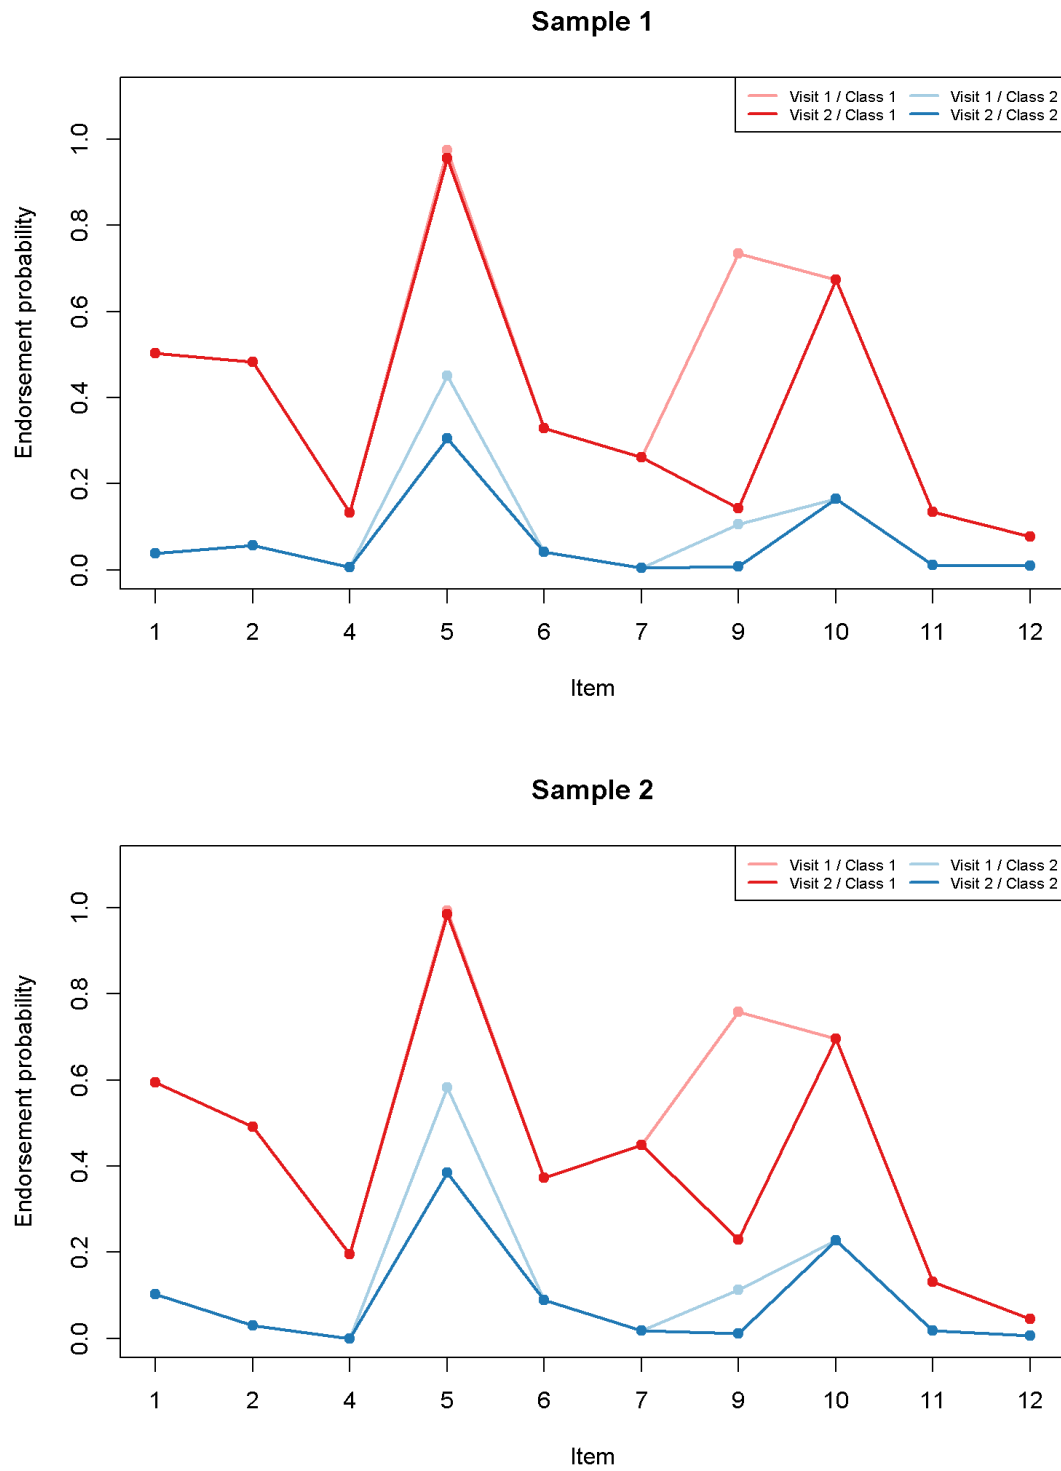 Sample 1
Visit 1 / Class 1 Visit 1 / Class 2
Visit 2 / Class 1 Visit 2 / Class 2
Endorsement probability
1.0
0.8
0.6
0.4
0.2
0.0
1 2 4 5 6 7 9 10 11 12
Item
Sample 2
Visit 1 / Class 1 Visit 1 / Class 2
Visit 2 / Class 1 Visit 2 / Class 2
Endorsement probability
1.0
0.8
0.6
0.4
0.2
0.0
1 2 4 5 6 7 9 10 11 12
Item